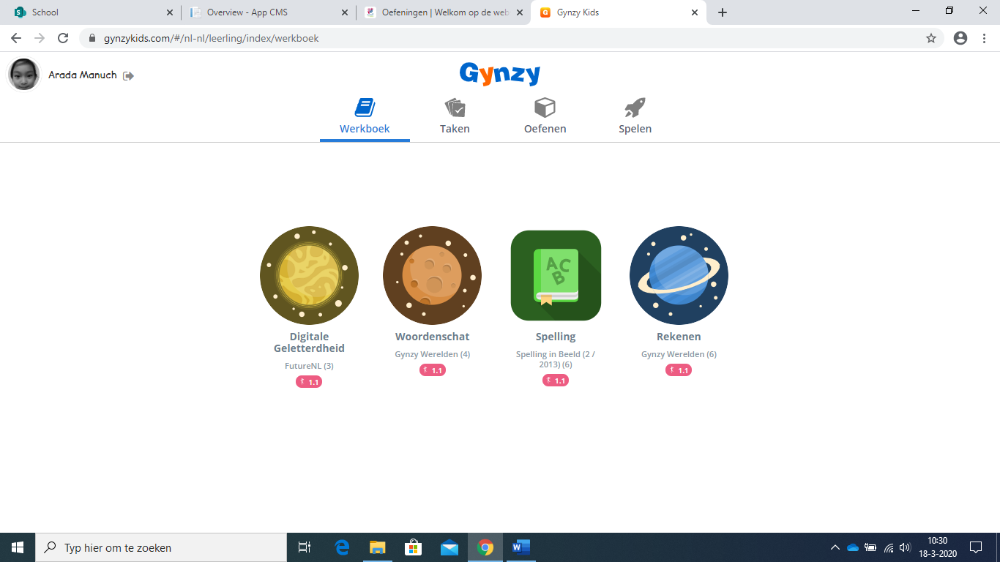 School
Overview - App CMS
Oefeningen | Welkom op de web
Gynzy Kids
gynzykids.com/#/nl-nl/leerling/index/werkboek
Arada Manuch
Gynzy
Werkboek
Taken
Oefenen
Spelen
A C B
Digitale
Geletterdheid
FutureNL (3)
1.1
Woordenschat
Gynzy Werelden (4)
1.1
Spelling
Spelling in Beeld (2 /
2013) (6)
1.1
Rekenen
Gynzy Werelden (6)
1.1
Typ hier om te zoeken
10:30
18-3-2020